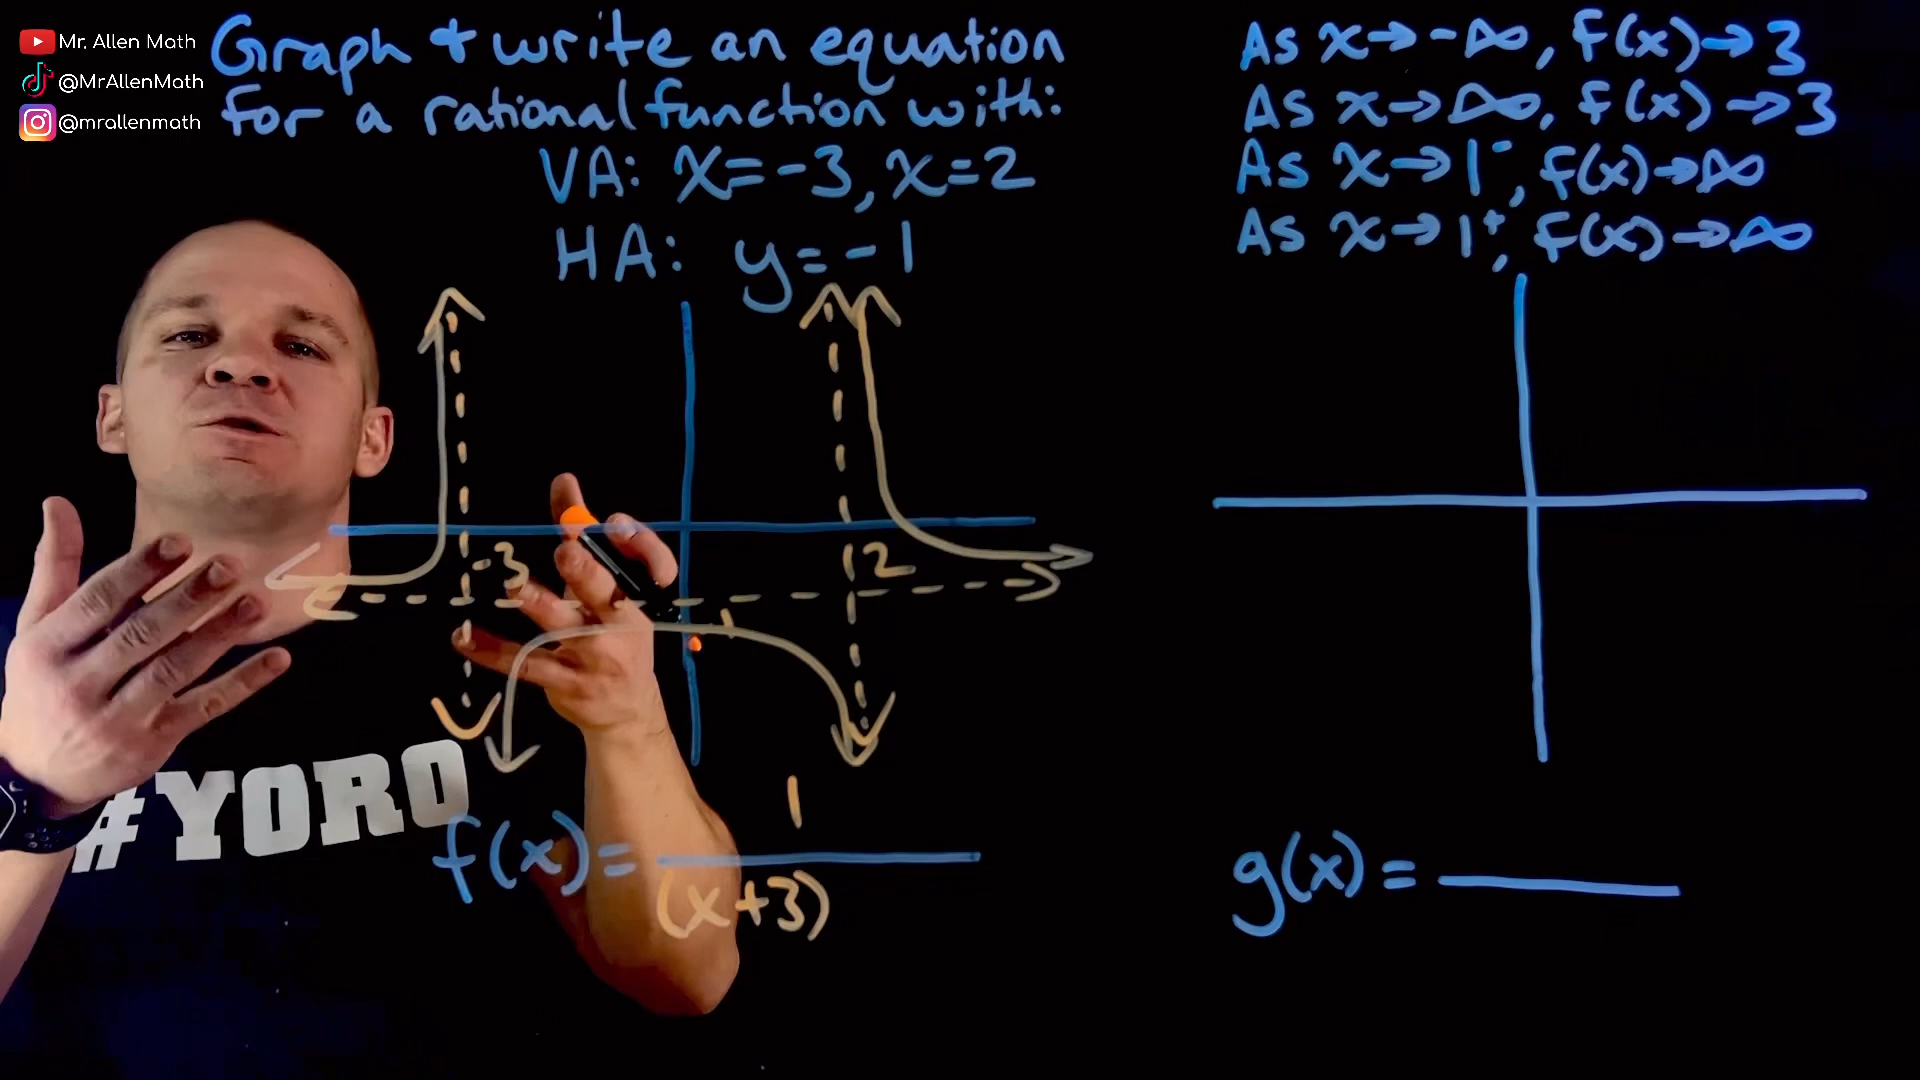 Mr. Allen Math
@MrAllenMath
@mrallenmath
Graph + write an equation
for a rational function with:
VA: x=-3, x=2
HA: y=-1
-3
2
#YORO
1
f(x)=
(x+3)
As x→-∞, f(x)→3
As x→∞, f(x)→3
As x→1⁻, f(x)→∞
As x→1⁺, f(x)→∞
g(x)=